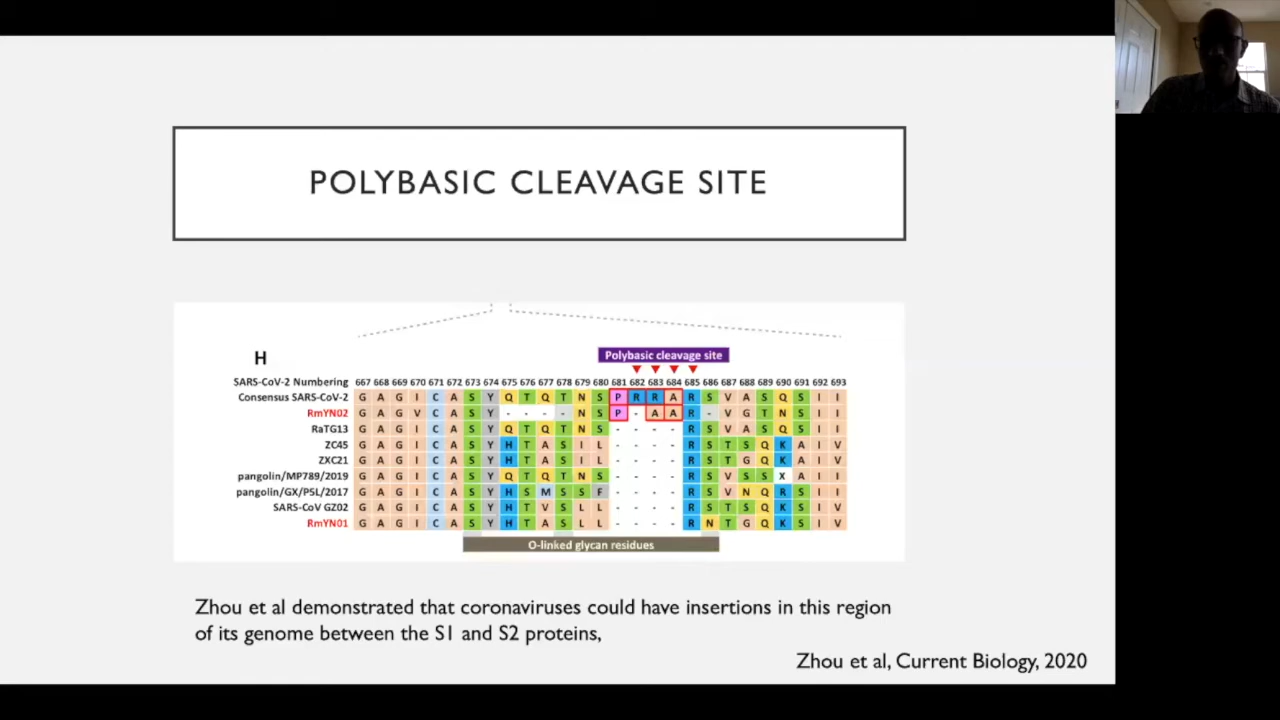 POLYBASIC CLEAVAGE SITE
H
Polybasic cleavage site
SARS-CoV-2 Numbering 667 668 669 670 671 672 673 674 675 676 677 678 679 680 681 682 683 684 685 686 687 688 689 690 691 692 693
Consensus SARS-CoV-2 G A G I C A S Y Q T Q T N S P R R A R S V A S Q S I I
RmYN02 G A G V C A S Y - - - - N S P - A A R - V G T N S I I
RaTG13 G A G I C A S Y Q T Q T N S - - - - R S V A S Q S I I
ZC45 G A G I C A S Y H T A S I L - - - - R S T S Q K A I V
ZXC21 G A G I C A S Y H T A S I L - - - - R S T G Q K A I V
pangolin/MP789/2019 G A G I C A S Y Q T Q T N S - - - - R S V S S X A I I
pangolin/GX/P5L/2017 G A G I C A S Y H S M S S F - - - - R S V N Q R S I I
SARS-CoV GZ02 G A G I C A S Y H T V S L L - - - - R S T S Q K S I V
RmYN01 G A G I C A S Y H T A S L L - - - - R N T G Q K S I V
O-linked glycan residues
Zhou et al demonstrated that coronaviruses could have insertions in this region
of its genome between the S1 and S2 proteins,
Zhou et al, Current Biology, 2020